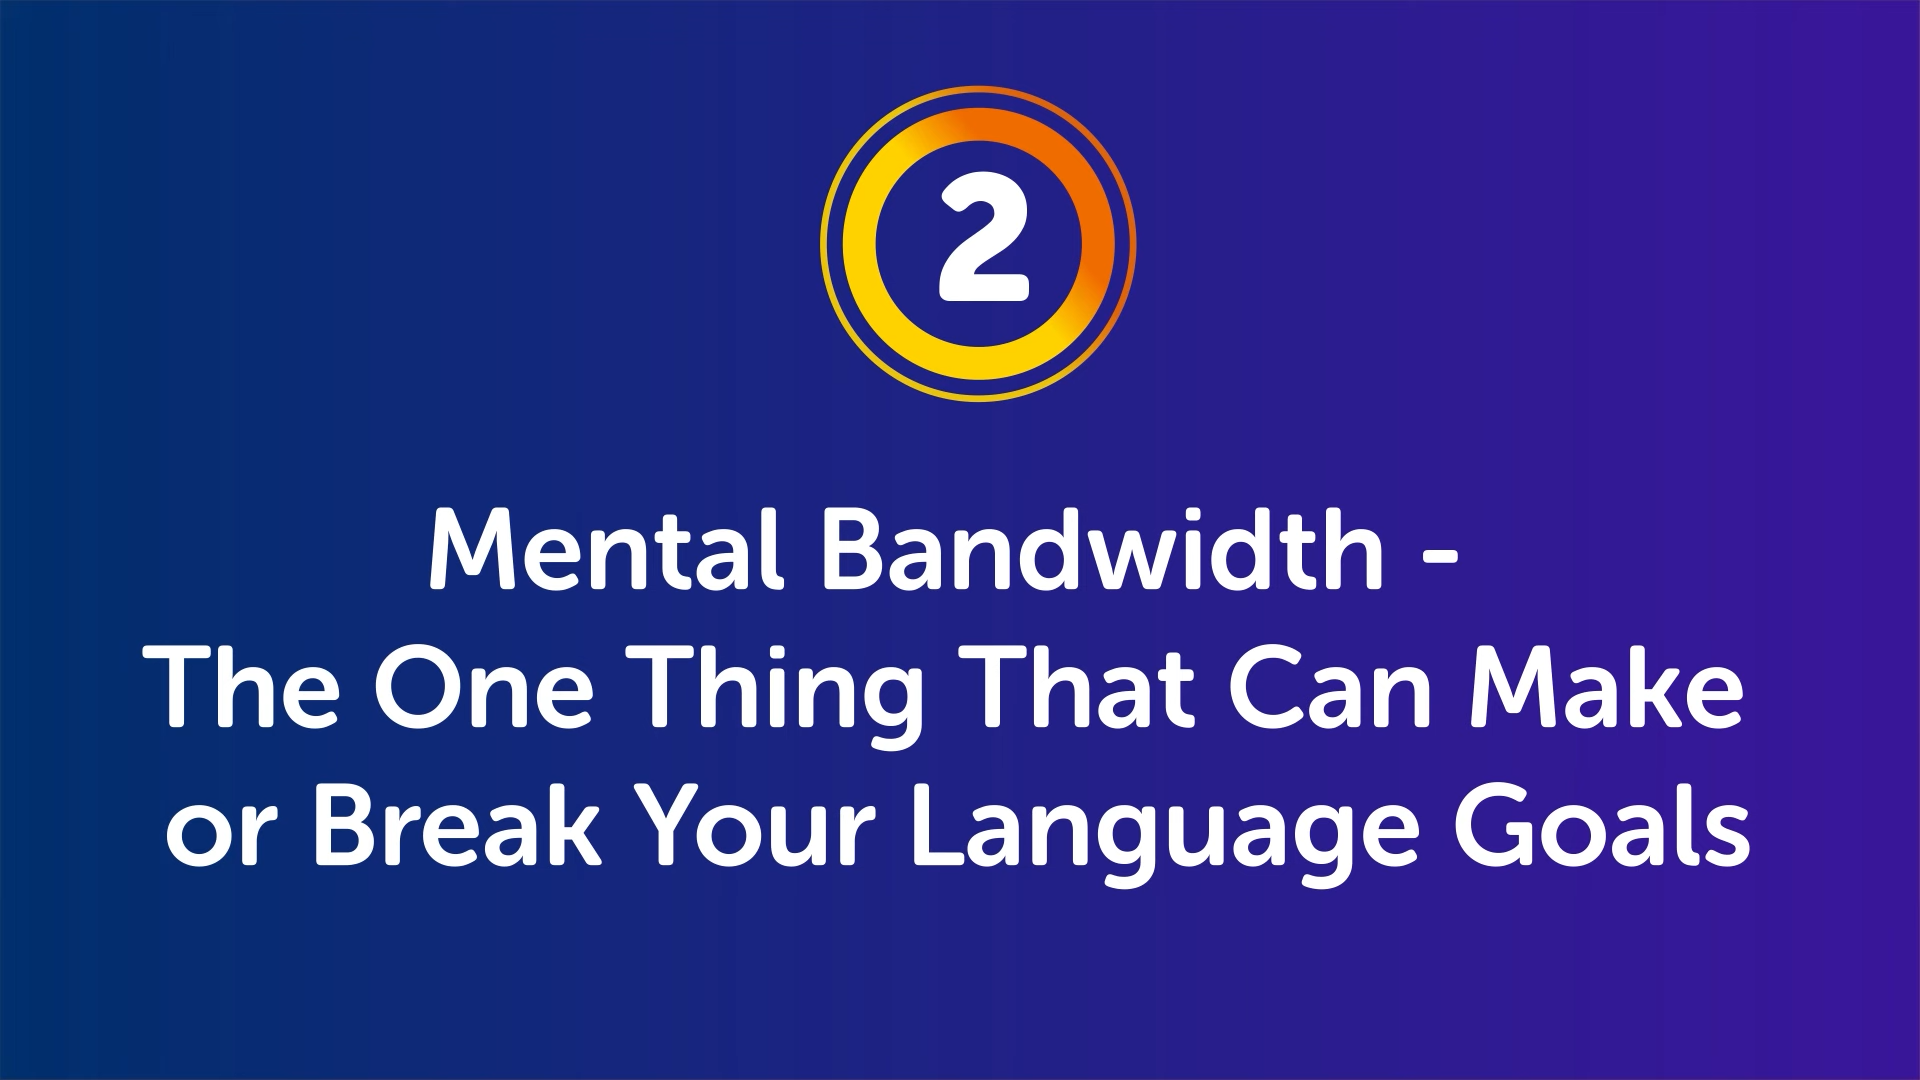 2
Mental Bandwidth -
The One Thing That Can Make
or Break Your Language Goals